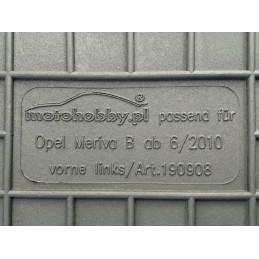 motohobby.pl passend für
Opel Meriva B ab 6/2010
vorne links/Art.190908